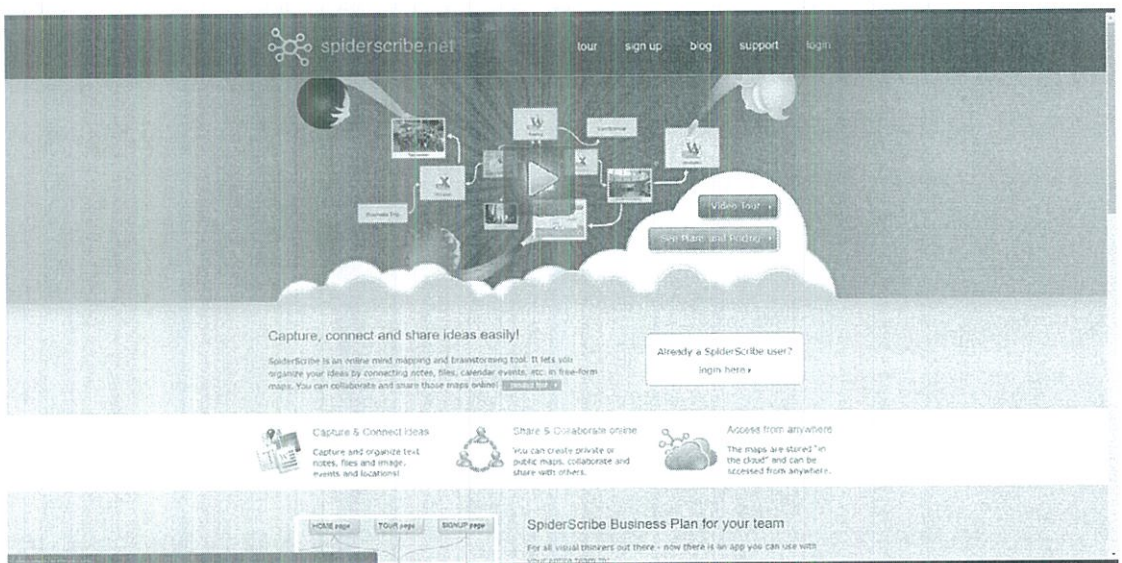 spiderscribe.net
tour sign up blog support login
Video Tour
See Plans and Pricing
Capture, connect and share ideas easily!
SpiderScribe is an online mind mapping and brainstorming tool. It lets you
organize your ideas by connecting notes, files, calendar events, etc. in free-form
maps. You can collaborate and share those maps online! product tour
Already a SpiderScribe user?
login here
Capture & Connect Ideas
Capture and organize text
notes, files and image,
events and locations!
Share & Collaborate online
You can create private or
public maps, collaborate and
share with others.
Access from anywhere
The maps are stored "in
the cloud" and can be
accessed from anywhere.
HOME page
TOUR page
SIGNUP page
SpiderScribe Business Plan for your team
For all visual thinkers out there - now there is an app you can use with
your entire team to: